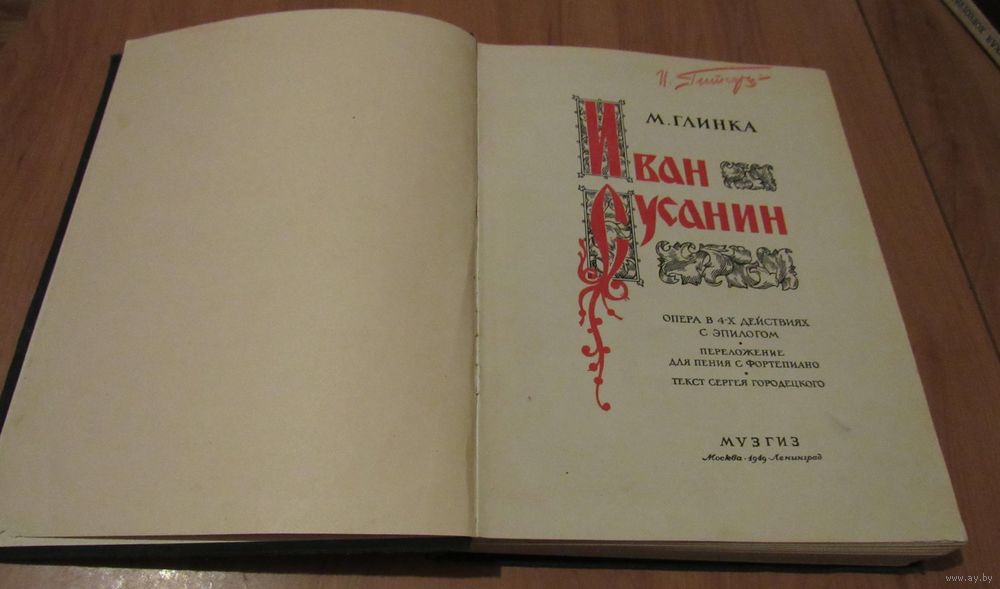 М. ГЛИНКА
ИВАН
СУСАНИН
ОПЕРА В 4-Х ДЕЙСТВИЯХ
С ЭПИЛОГОМ
ПЕРЕЛОЖЕНИЕ
ДЛЯ ПЕНИЯ С ФОРТЕПИАНО
ТЕКСТ СЕРГЕЯ ГОРОДЕЦКОГО
МУЗГИЗ
Москва · 1949 · Ленинград
www.ay.by